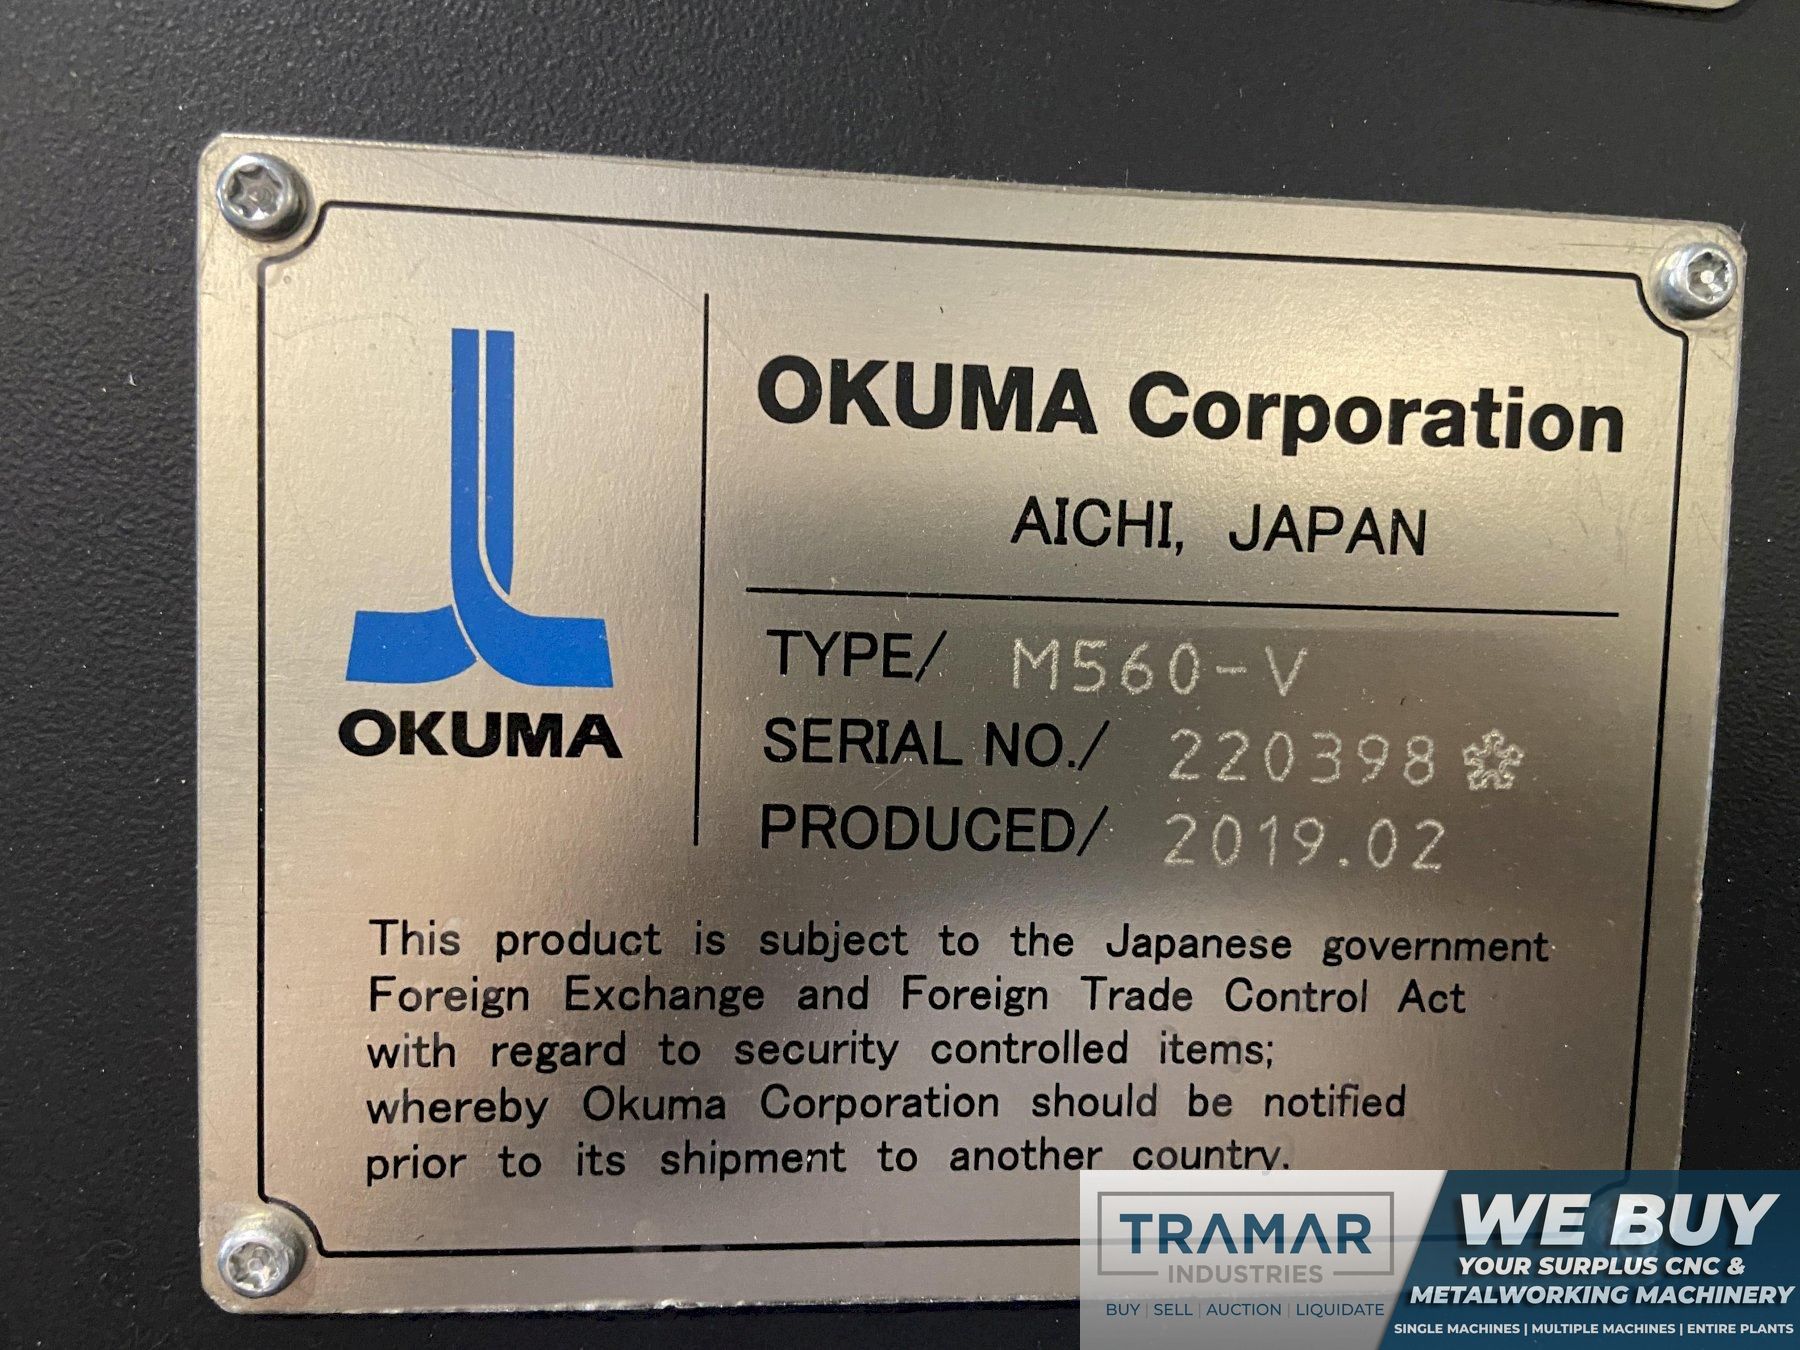 OKUMA Corporation
AICHI, JAPAN
OKUMA
TYPE/ M560-V
SERIAL NO./ 220398
PRODUCED/ 2019.02
This product is subject to the Japanese government
Foreign Exchange and Foreign Trade Control Act
with regard to security controlled items;
whereby Okuma Corporation should be notified
prior to its shipment to another country.
TRAMAR
INDUSTRIES
BUY | SELL | AUCTION | LIQUIDATE
WE BUY
YOUR SURPLUS CNC &
METALWORKING MACHINERY
SINGLE MACHINES | MULTIPLE MACHINES | ENTIRE PLANTS